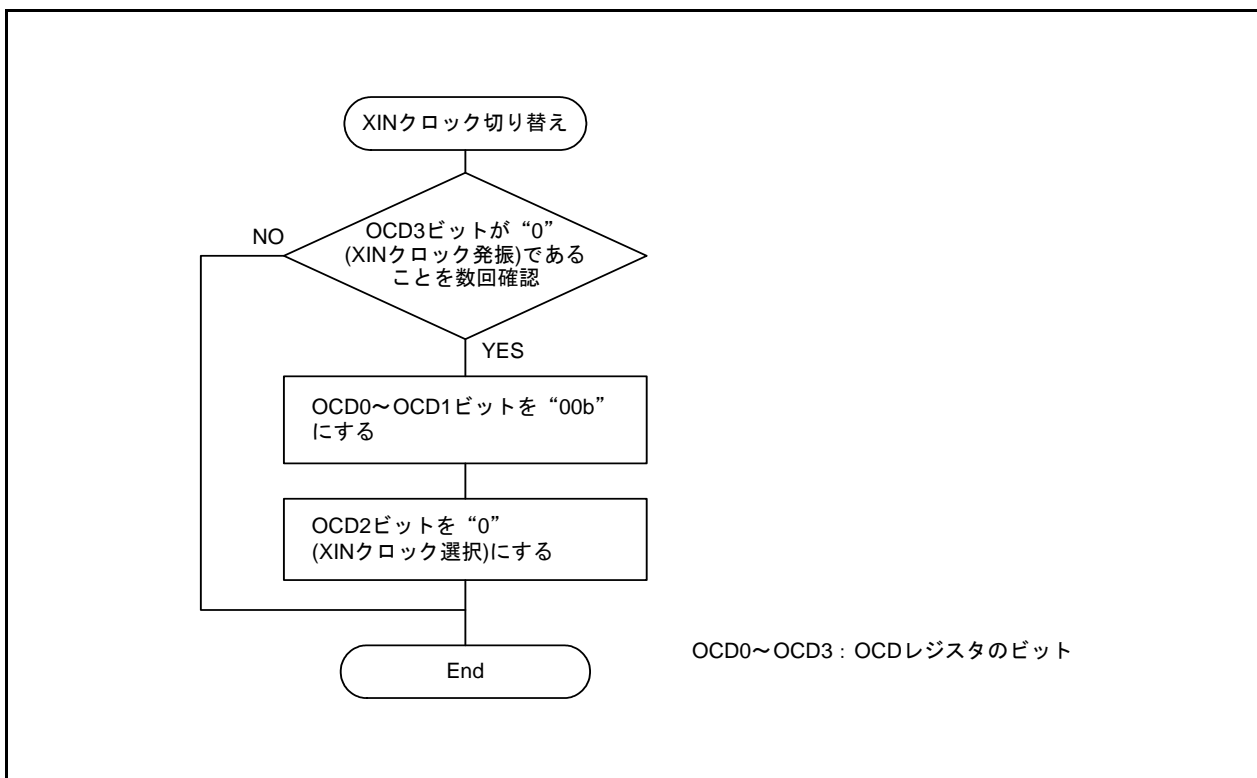 XINクロック切り替え
OCD3ビットが“0”
(XINクロック発振)である
ことを数回確認
NO
YES
OCD0～OCD1ビットを“00b”
にする
OCD2ビットを“0”
(XINクロック選択)にする
End
OCD0～OCD3 : OCDレジスタのビット